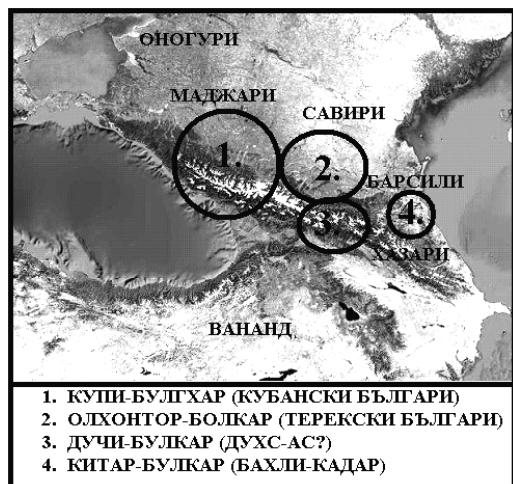 ОНОГУРИ
МАДЖАРИ
САВИРИ
1.
2.
БАРСИЛИ
3.
4.
ХАЗАРИ
ВАНАНД
1. КУПИ-БУЛГХАР (КУБАНСКИ БЪЛГАРИ)
2. ОЛХОНТОР-БОЛКАР (ТЕРЕКСКИ БЪЛГАРИ)
3. ДУЧИ-БУЛКАР (ДУХС-АС?)
4. КИТАР-БУЛКАР (БАХЛИ-КАДАР)